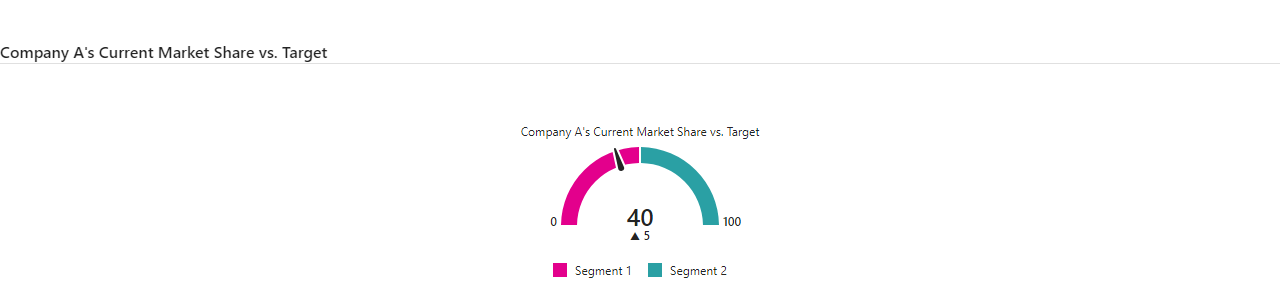 Company A's Current Market Share vs. Target
Company A's Current Market Share vs. Target
0
40
100
▲ 5
Segment 1
Segment 2